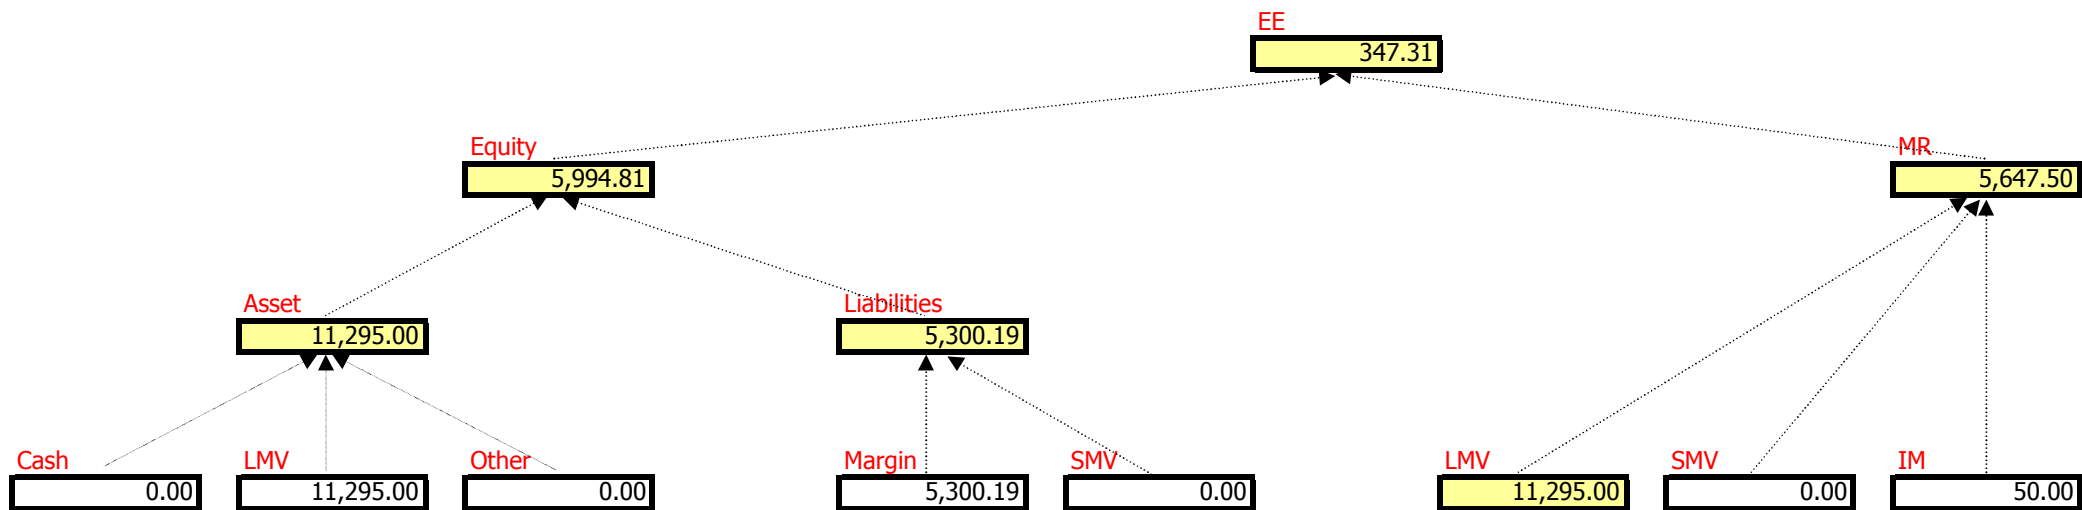 EE
347.31
Equity
MR
5,994.81
5,647.50
Asset
Liabilities
11,295.00
5,300.19
Cash
LMV
Other
Margin
SMV
LMV
SMV
IM
0.00
11,295.00
0.00
5,300.19
0.00
11,295.00
0.00
50.00